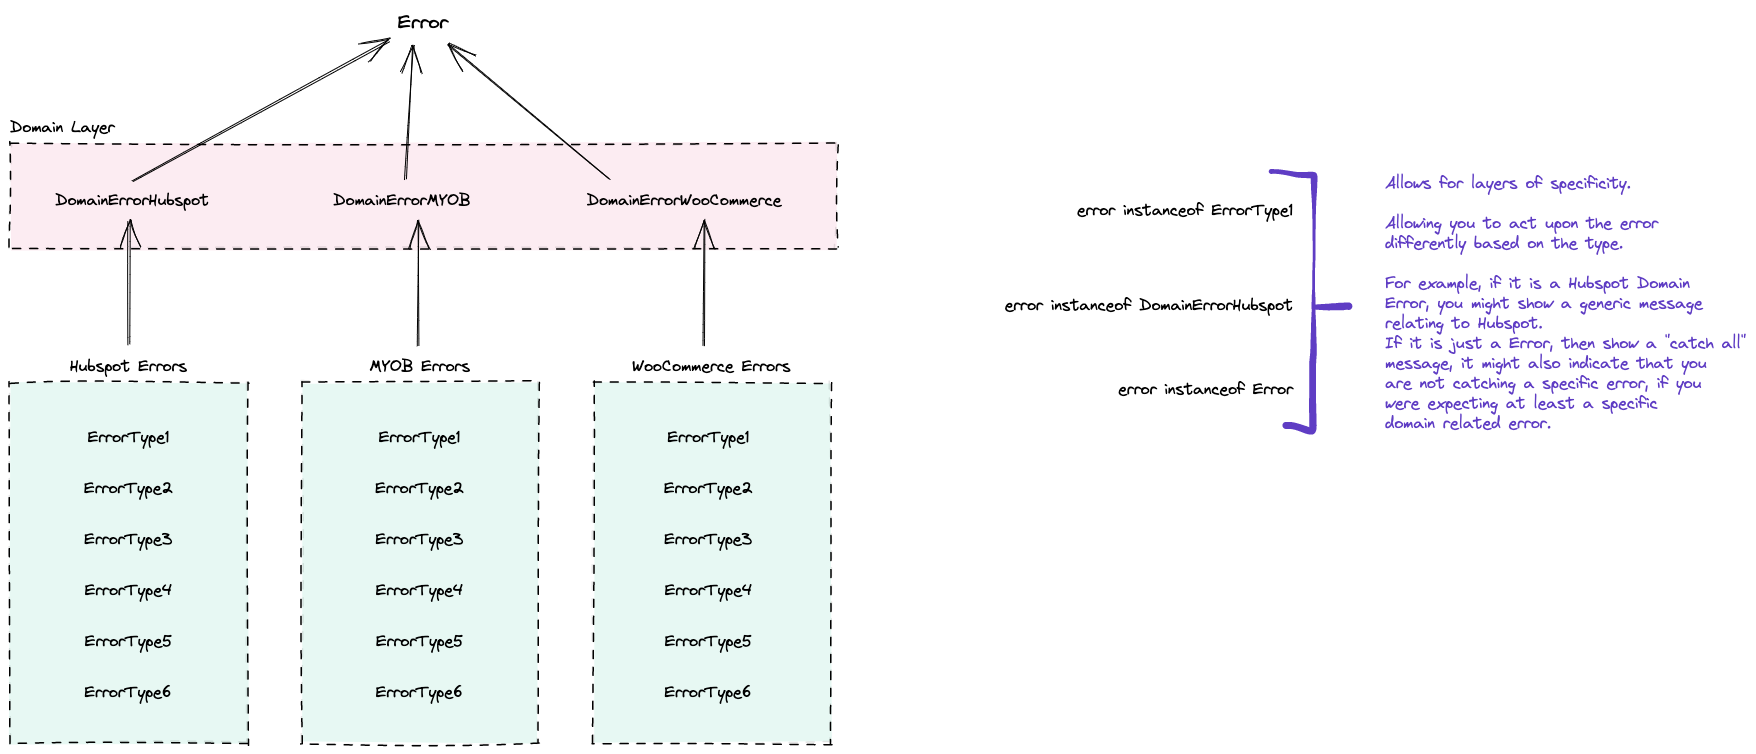 Error
Domain Layer
DomainErrorHubspot
DomainErrorMYOB
DomainErrorWooCommerce
Hubspot Errors
ErrorType1
ErrorType2
ErrorType3
ErrorType4
ErrorType5
ErrorType6
MYOB Errors
ErrorType1
ErrorType2
ErrorType3
ErrorType4
ErrorType5
ErrorType6
WooCommerce Errors
ErrorType1
ErrorType2
ErrorType3
ErrorType4
ErrorType5
ErrorType6
error instanceof ErrorType1
error instanceof DomainErrorHubspot
error instanceof Error
Allows for layers of specificity.
Allowing you to act upon the error
differently based on the type.
For example, if it is a Hubspot Domain
Error, you might show a generic message
relating to Hubspot.
If it is just a Error, then show a "catch all"
message, it might also indicate that you
are not catching a specific error, if you
were expecting at least a specific
domain related error.